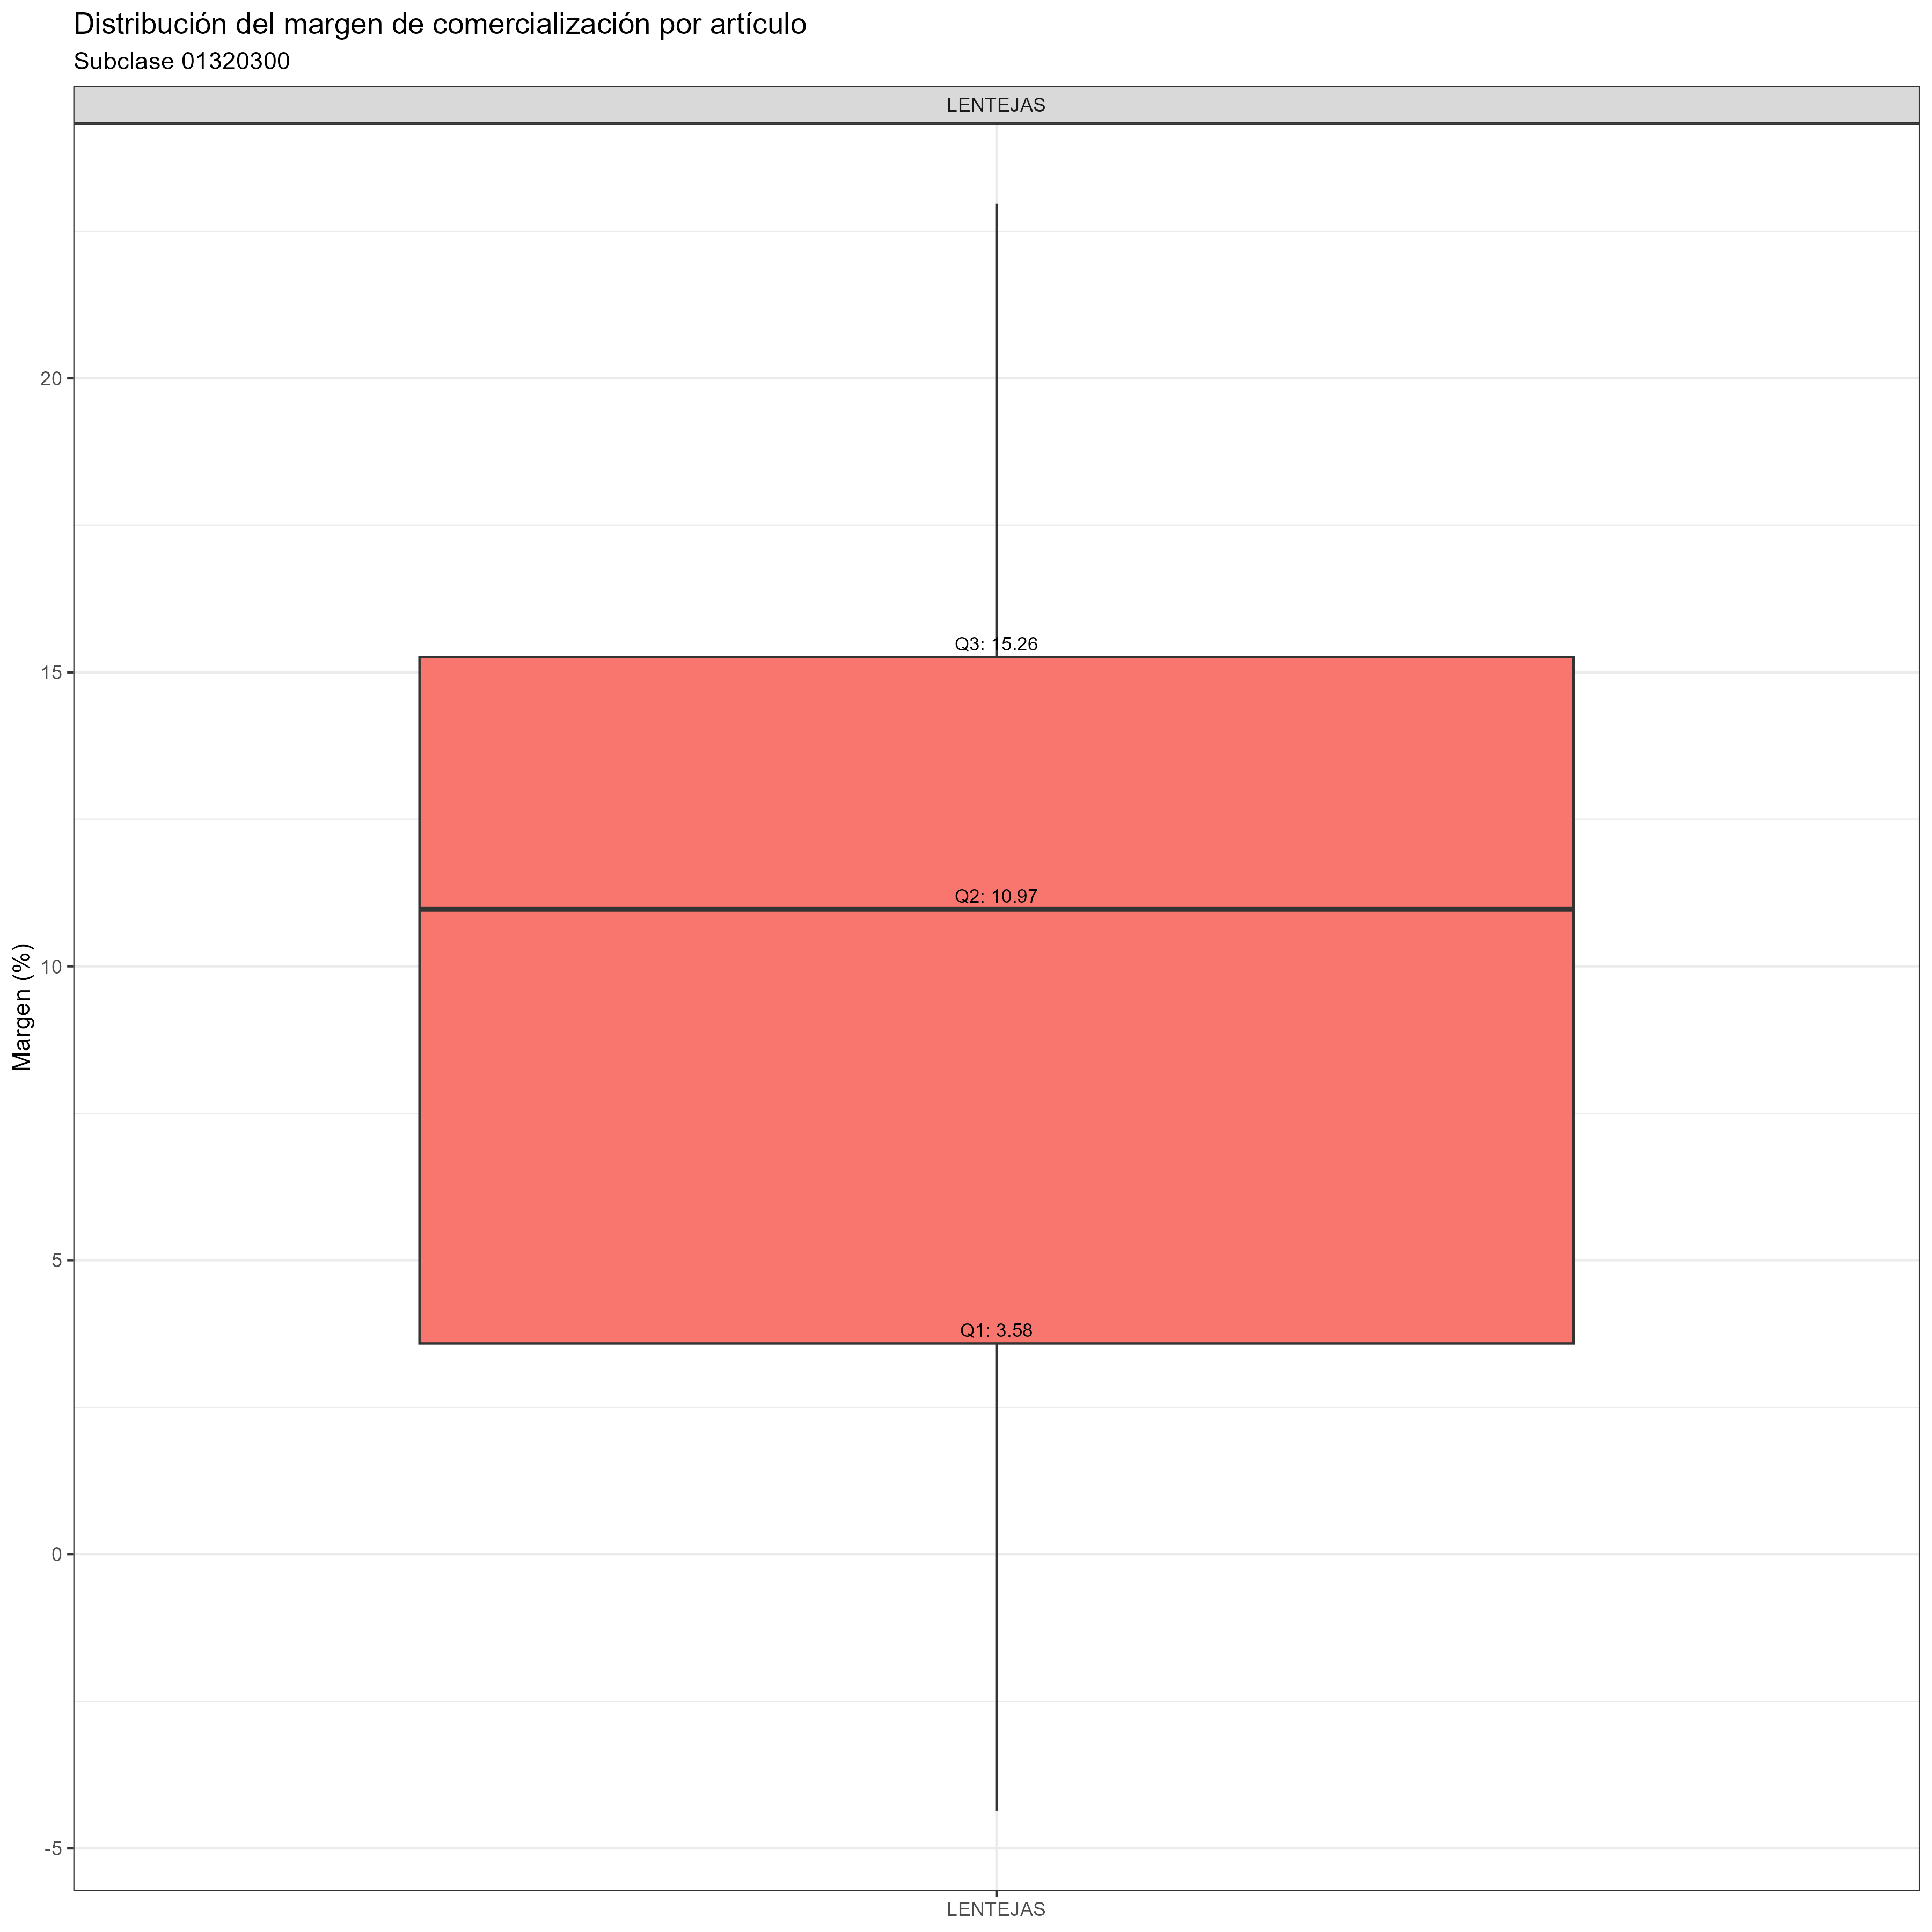 Distribución del margen de comercialización por artículo
Subclase 01320300
LENTEJAS
20
15
10
5
0
-5
Margen (%)
Q3: 15.26
Q2: 10.97
Q1: 3.58
LENTEJAS